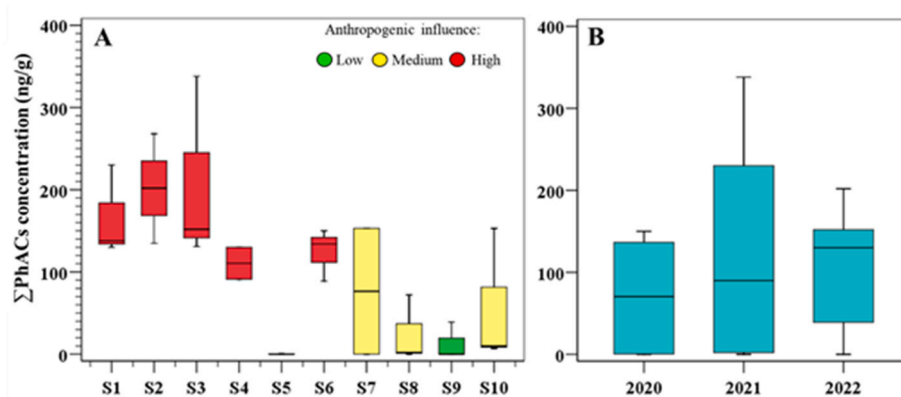 A
Anthropogenic influence:
Low Medium High
∑PhACs concentration (ng/g)
400
300
200
100
0
S1 S2 S3 S4 S5 S6 S7 S8 S9 S10
B
400
300
200
100
0
2020 2021 2022